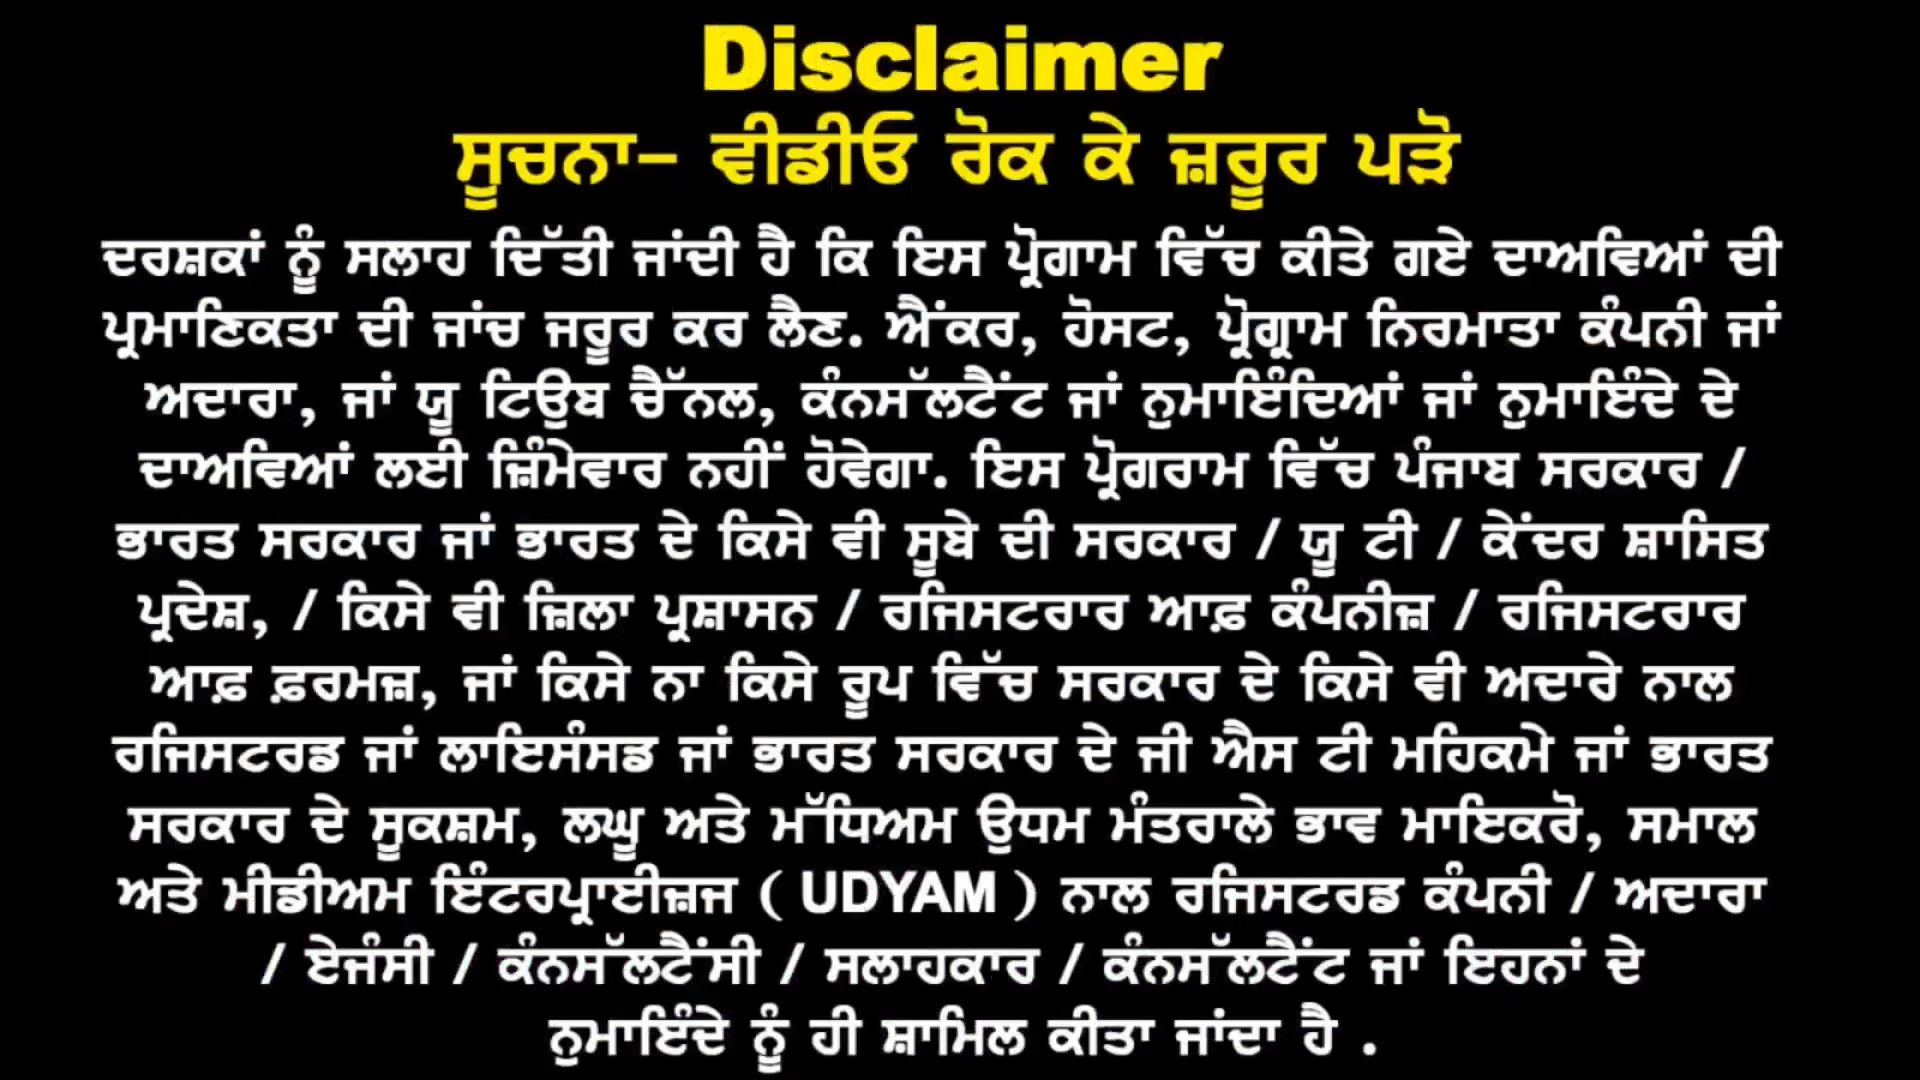 Disclaimer
ਸੂਚਨਾ- ਵੀਡੀਓ ਰੋਕ ਕੇ ਜ਼ਰੂਰ ਪੜੋ
ਦਰਸ਼ਕਾਂ ਨੂੰ ਸਲਾਹ ਦਿੱਤੀ ਜਾਂਦੀ ਹੈ ਕਿ ਇਸ ਪ੍ਰੋਗਾਮ ਵਿੱਚ ਕੀਤੇ ਗਏ ਦਾਅਵਿਆਂ ਦੀ
ਪ੍ਰਮਾਣਿਕਤਾ ਦੀ ਜਾਂਚ ਜਰੂਰ ਕਰ ਲੈਣ. ਐਂਕਰ, ਹੋਸਟ, ਪ੍ਰੋਗ੍ਰਾਮ ਨਿਰਮਾਤਾ ਕੰਪਨੀ ਜਾਂ
ਅਦਾਰਾ, ਜਾਂ ਯੂ ਟਿਊਬ ਚੈੱਨਲ, ਕੰਨਸੱਲਟੈਂਟ ਜਾਂ ਨੁਮਾਇੰਦਿਆਂ ਜਾਂ ਨੁਮਾਇੰਦੇ ਦੇ
ਦਾਅਵਿਆਂ ਲਈ ਜ਼ਿੰਮੇਵਾਰ ਨਹੀਂ ਹੋਵੇਗਾ. ਇਸ ਪ੍ਰੋਗਰਾਮ ਵਿੱਚ ਪੰਜਾਬ ਸਰਕਾਰ /
ਭਾਰਤ ਸਰਕਾਰ ਜਾਂ ਭਾਰਤ ਦੇ ਕਿਸੇ ਵੀ ਸੂਬੇ ਦੀ ਸਰਕਾਰ / ਯੂ ਟੀ / ਕੇਂਦਰ ਸ਼ਾਸਿਤ
ਪ੍ਰਦੇਸ਼, / ਕਿਸੇ ਵੀ ਜ਼ਿਲਾ ਪ੍ਰਸ਼ਾਸਨ / ਰਜਿਸਟਰਾਰ ਆਫ਼ ਕੰਪਨੀਜ਼ / ਰਜਿਸਟਰਾਰ
ਆਫ਼ ਫ਼ਰਮਜ਼, ਜਾਂ ਕਿਸੇ ਨਾ ਕਿਸੇ ਰੂਪ ਵਿੱਚ ਸਰਕਾਰ ਦੇ ਕਿਸੇ ਵੀ ਅਦਾਰੇ ਨਾਲ
ਰਜਿਸਟਰਡ ਜਾਂ ਲਾਇਸੰਸਡ ਜਾਂ ਭਾਰਤ ਸਰਕਾਰ ਦੇ ਜੀ ਐਸ ਟੀ ਮਹਿਕਮੇ ਜਾਂ ਭਾਰਤ
ਸਰਕਾਰ ਦੇ ਸੂਕਸ਼ਮ, ਲਘੂ ਅਤੇ ਮੱਧਿਅਮ ਉਧਮ ਮੰਤਰਾਲੇ ਭਾਵ ਮਾਇਕਰੋ, ਸਮਾਲ
ਅਤੇ ਮੀਡੀਅਮ ਇੰਟਰਪ੍ਰਾਈਜ਼ਜ ( UDYAM ) ਨਾਲ ਰਜਿਸਟਰਡ ਕੰਪਨੀ / ਅਦਾਰਾ
/ ਏਜੰਸੀ / ਕੰਨਸੱਲਟੈਂਸੀ / ਸਲਾਹਕਾਰ / ਕੰਨਸੱਲਟੈਂਟ ਜਾਂ ਇਹਨਾਂ ਦੇ
ਨੁਮਾਇੰਦੇ ਨੂੰ ਹੀ ਸ਼ਾਮਿਲ ਕੀਤਾ ਜਾਂਦਾ ਹੈ .